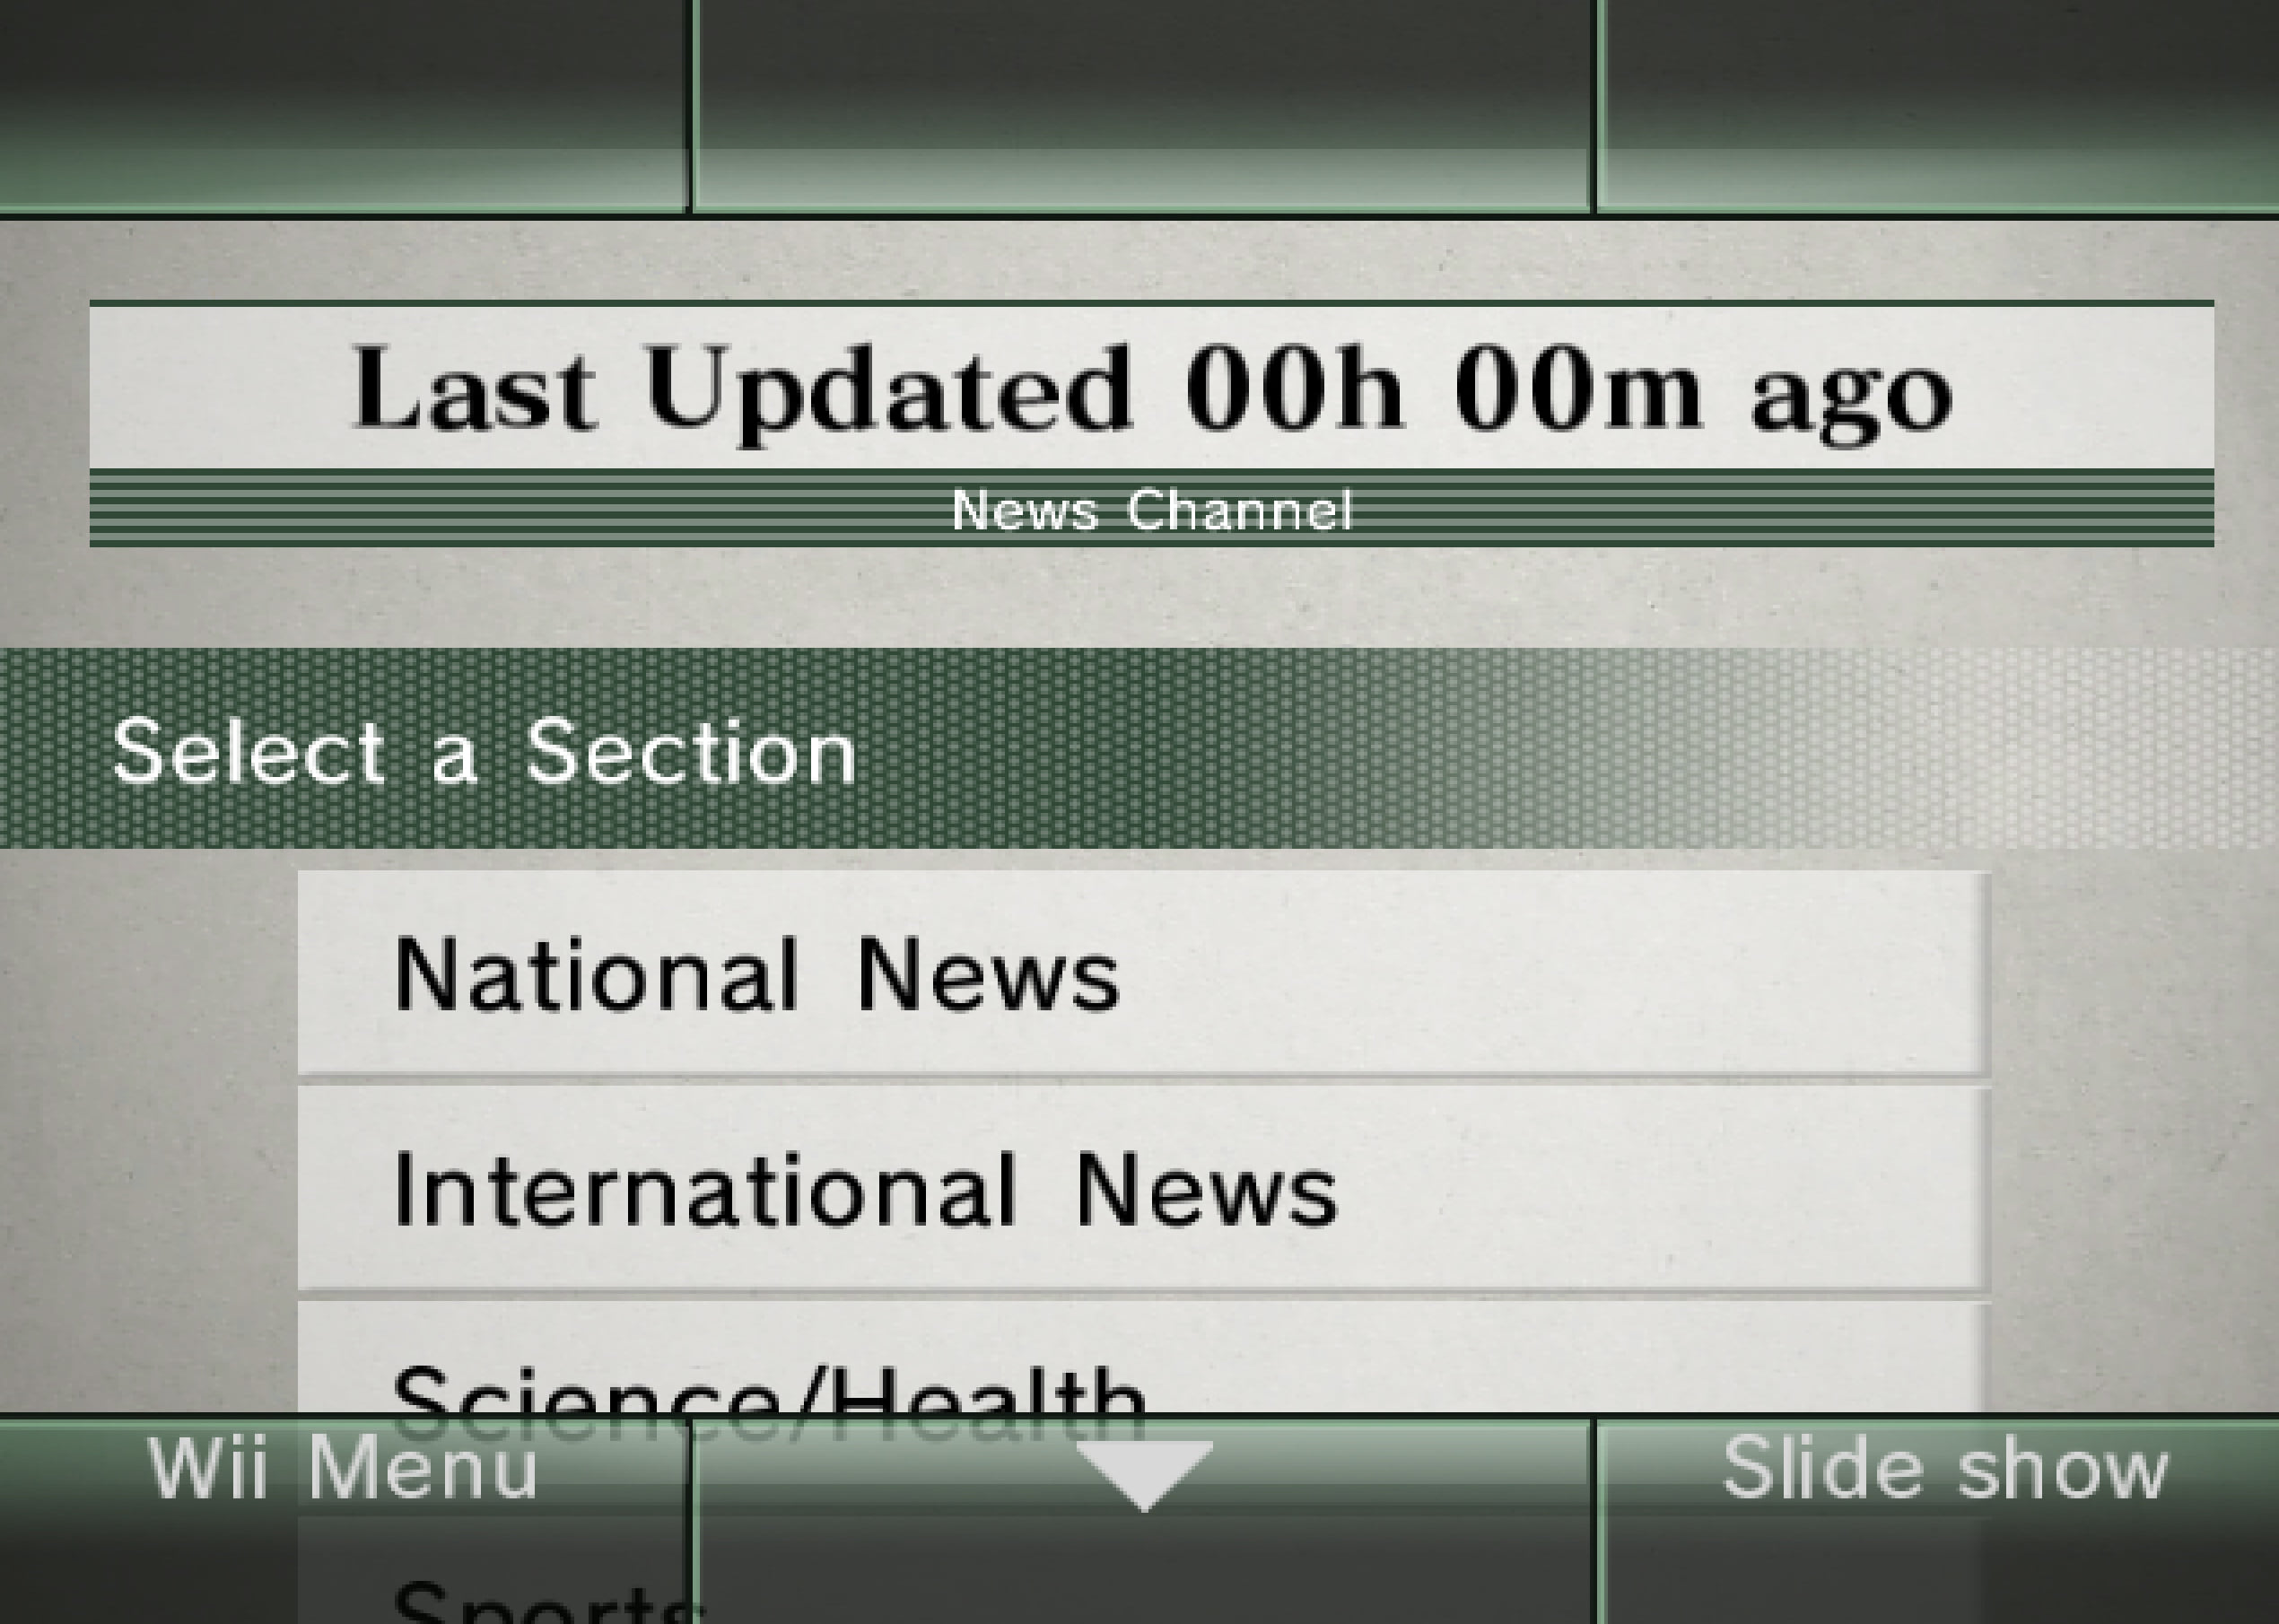 Last Updated 00h 00m ago
News Channel
Select a Section
National News
International News
Science/Health
Wii Menu
Slide show
Sports